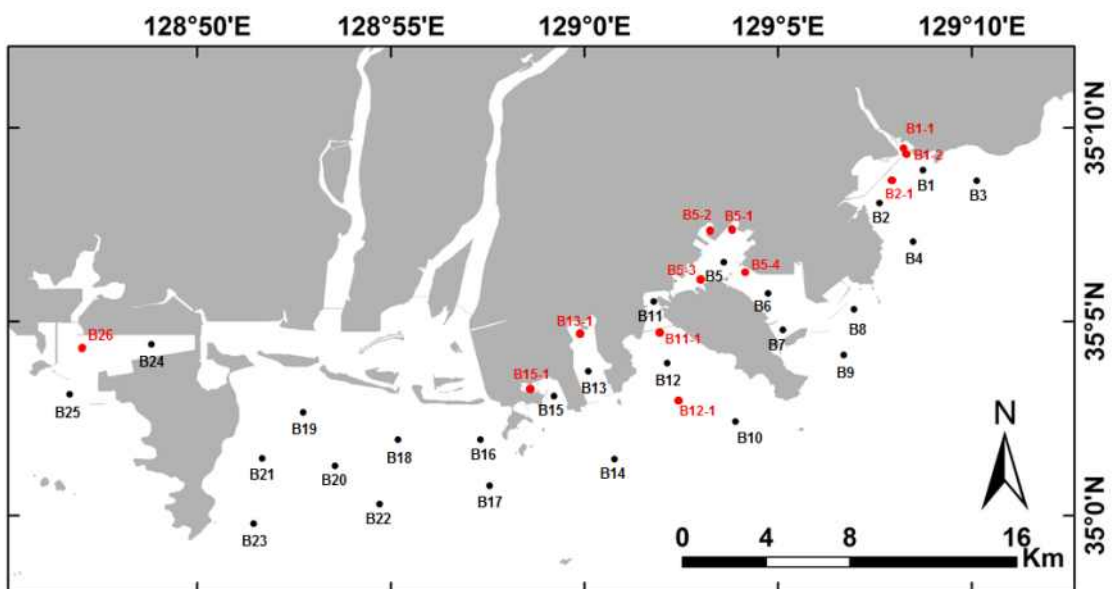 128°50'E 128°55'E 129°0'E 129°5'E 129°10'E
35°10'N
B1-1
B1-2
B1
B3
B2-1
B2
B5-2 B5-1
B4
B5-3 B5 B5-4
B6
B11
B8
35°5'N
B26
B13-1
B11-1
B7
B24
B9
B12
B13
B15-1
B15
B25
B12-1
B19
B10
N
B18
B16
B21
B20
B14
B17
B22
35°0'N
B23
0 4 8 16
Km